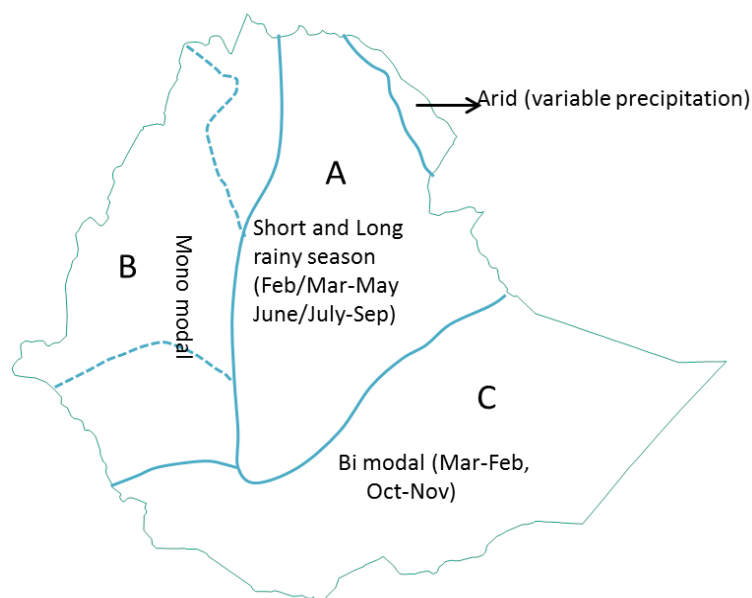 Arid (variable precipitation)
A
Short and Long
rainy season
(Feb/Mar-May
June/July-Sep)
B
Mono modal
C
Bi modal (Mar-Feb,
Oct-Nov)